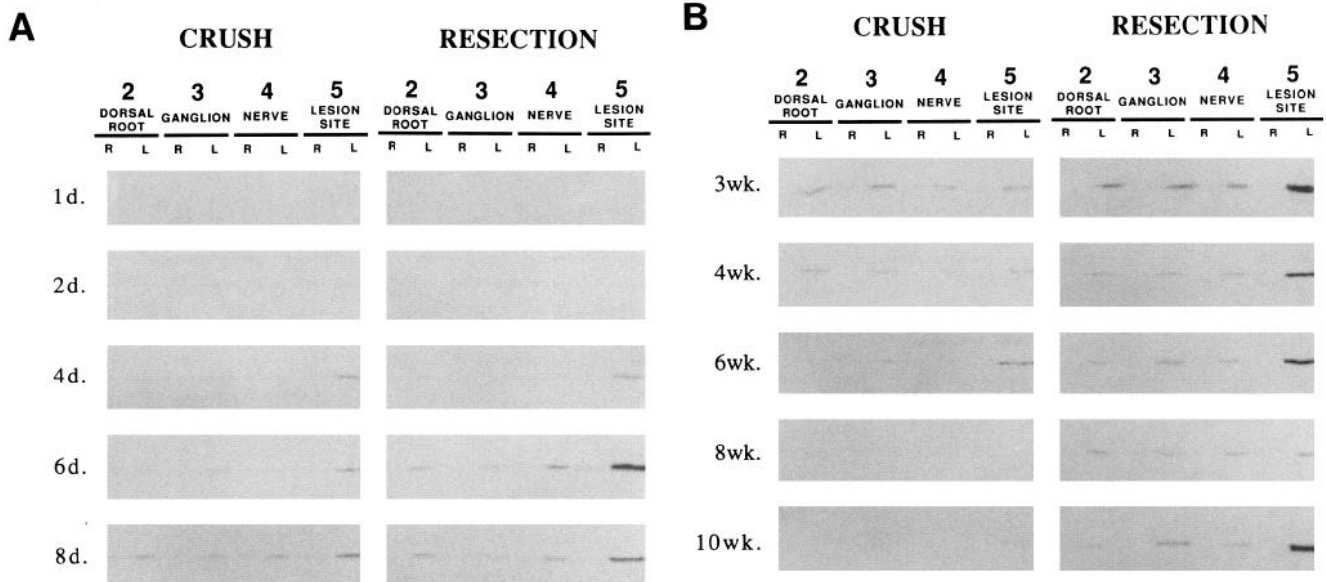 A
CRUSH RESECTION
2 3 4 5 2 3 4 5
DORSAL ROOT GANGLION NERVE LESION SITE DORSAL ROOT GANGLION NERVE LESION SITE
R L R L R L R L R L R L R L R L
1d.
2d.
4d.
6d.
8d.
B
CRUSH RESECTION
2 3 4 5 2 3 4 5
DORSAL ROOT GANGLION NERVE LESION SITE DORSAL ROOT GANGLION NERVE LESION SITE
R L R L R L R L R L R L R L R L
3wk.
4wk.
6wk.
8wk.
10wk.